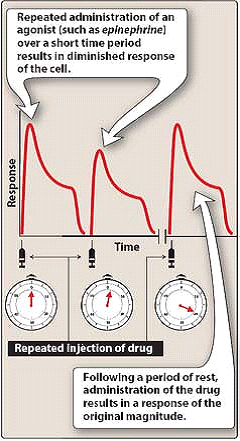 Repeated administration of an
agonist (such as epinephrine)
over a short time period
results in diminished response
of the cell.
Response
Time
Repeated injection of drug
Following a period of rest,
administration of the drug
results in a response of the
original magnitude.